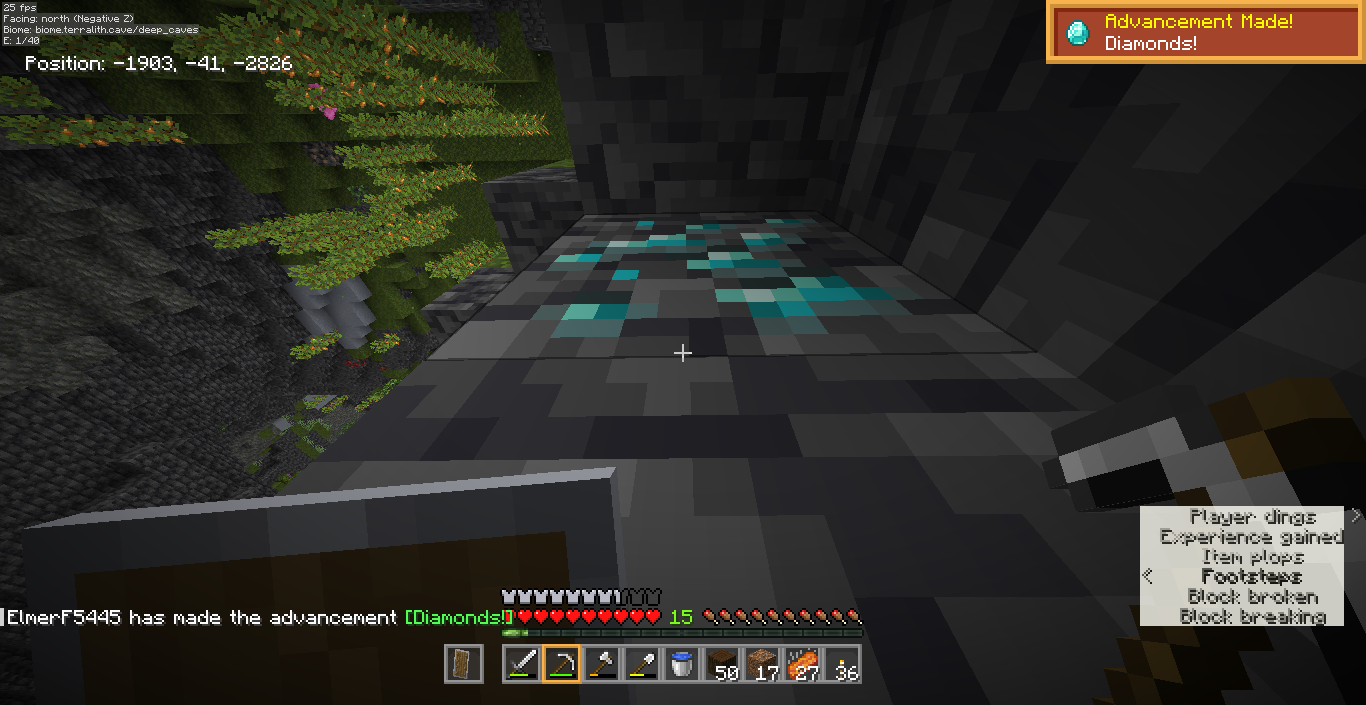 25 fps
Facing: north (Negative Z)
Biome: biome.terralith.cave/deep_caves
E: 1/40
Position: -1903, -41, -2826
Advancement Made!
Diamonds!
Player dings >
Experience gained
Item plops
< Footsteps
Block broken
Block breaking
ElmerF5445 has made the advancement [Diamonds!]
15
50
17
27
36